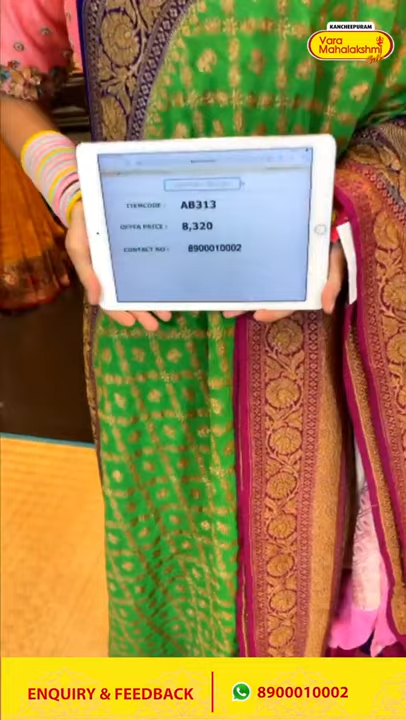 KANCHEEPURAM
Vara
Mahalakshmi
ITEMCODE : AB313
OFFER PRICE : 8,320
CONTACT NO : 8900010002
ENQUIRY & FEEDBACK 8900010002